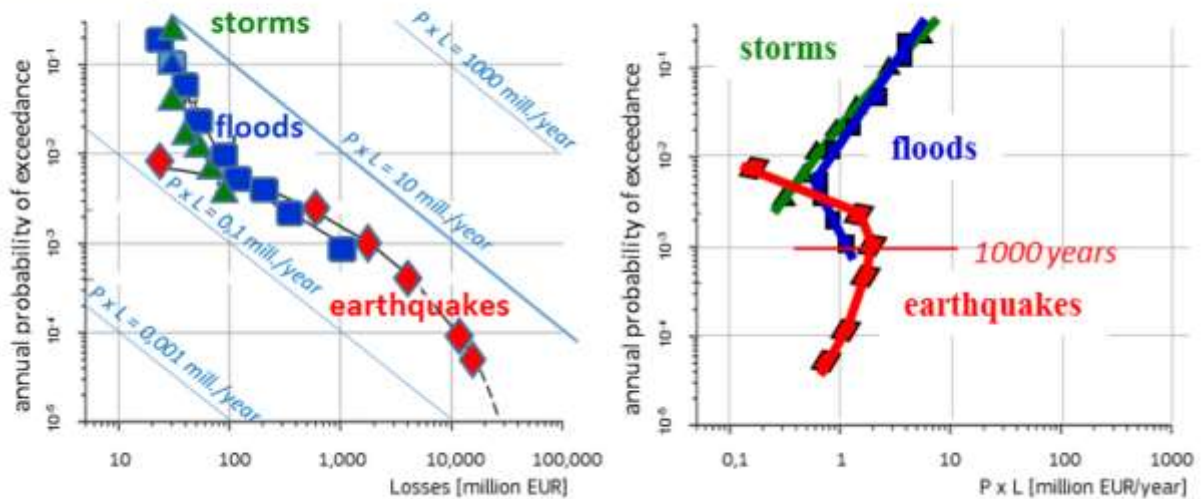 storms
floods
earthquakes
P x L = 1000 mill./year
P x L = 10 mill./year
P x L = 0,1 mill./year
P x L = 0,001 mill./year
annual probability of exceedance
10⁻¹
10⁻²
10⁻³
10⁻⁴
10⁻⁵
10 100 1,000 10,000 100,000
Losses [million EUR]
storms
floods
1000 years
earthquakes
annual probability of exceedance
10⁻¹
10⁻²
10⁻³
10⁻⁴
10⁻⁵
0,1 1 10 100 1000
P x L [million EUR/year]